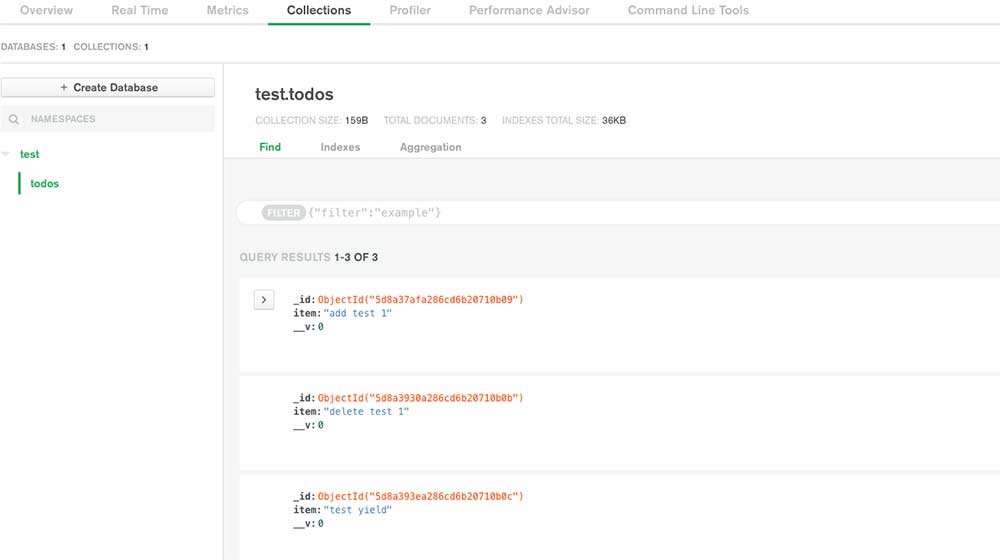 Overview Real Time Metrics Collections Profiler Performance Advisor Command Line Tools
DATABASES: 1 COLLECTIONS: 1
+ Create Database
NAMESPACES
test
todos
test.todos
COLLECTION SIZE: 159B TOTAL DOCUMENTS: 3 INDEXES TOTAL SIZE: 36KB
Find Indexes Aggregation
FILTER {"filter":"example"}
QUERY RESULTS 1-3 OF 3
_id: ObjectId("5d8a37afa286cd6b20710b09")
item: "add test 1"
__v: 0
_id: ObjectId("5d8a3930a286cd6b20710b0b")
item: "delete test 1"
__v: 0
_id: ObjectId("5d8a393ea286cd6b20710b0c")
item: "test yield"
__v: 0